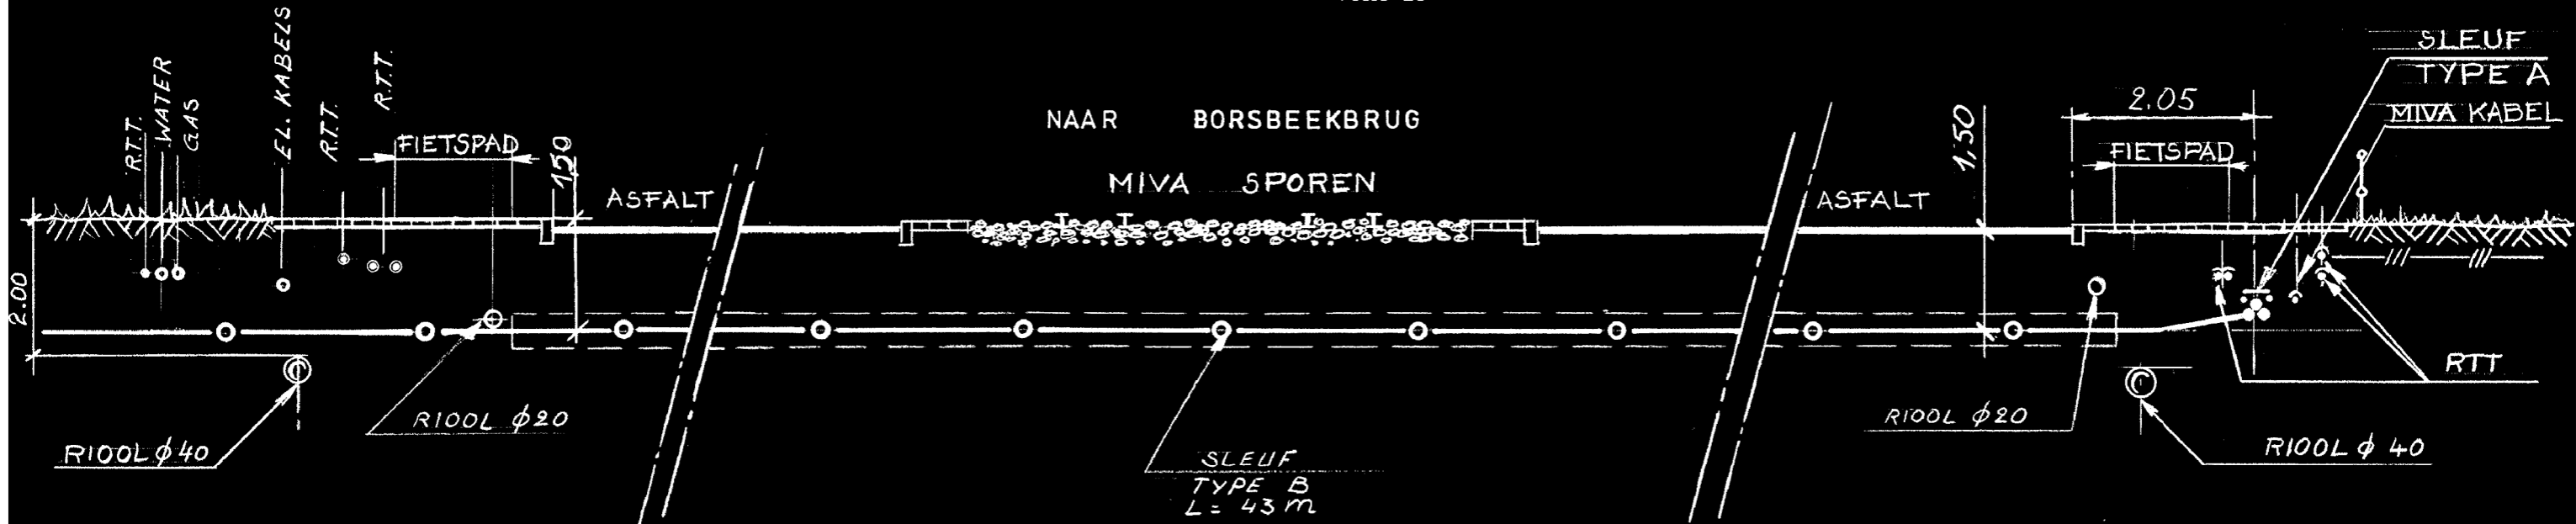 R.T.T.
WATER
GAS
EL. KABELS
R.T.T.
R.T.T.
FIETSPAD
1,50
ASFALT
NAAR BORSBEEKBRUG
MIVA SPOREN
1,50
ASFALT
2.05
FIETSPAD
SLEUF
TYPE A
MIVA KABEL
2.00
RIOOL φ 40
RIOOL φ20
SLEUF
TYPE B
L= 43 m
RIOOL φ20
RTT
RIOOL φ 40